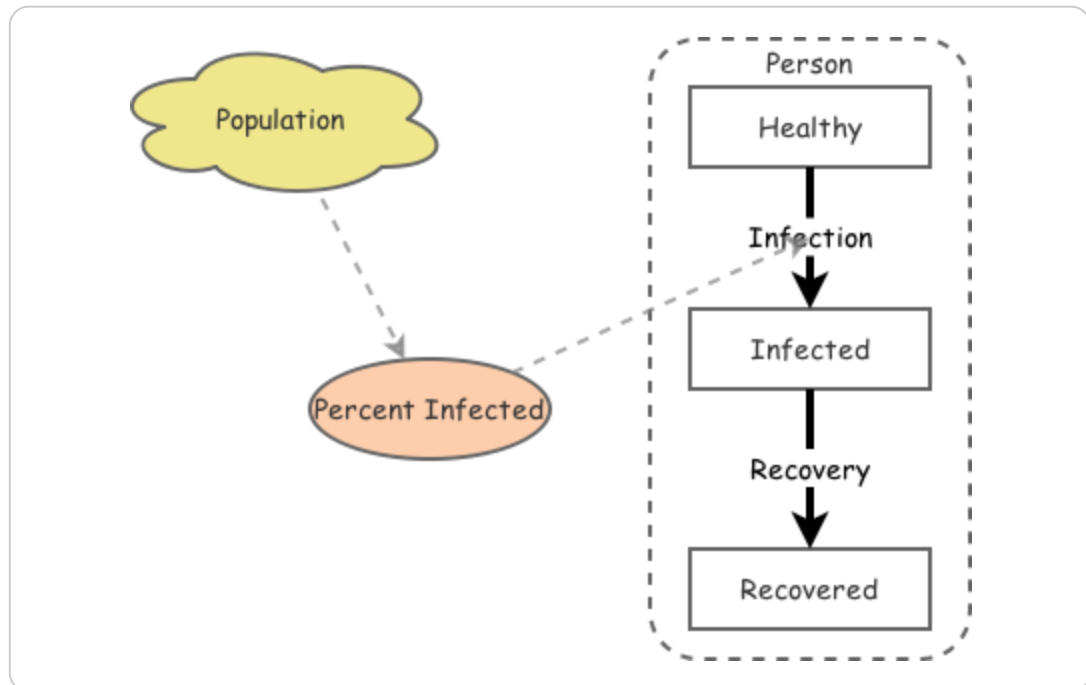 Population
Person
Healthy
Infection
Infected
Percent Infected
Recovery
Recovered